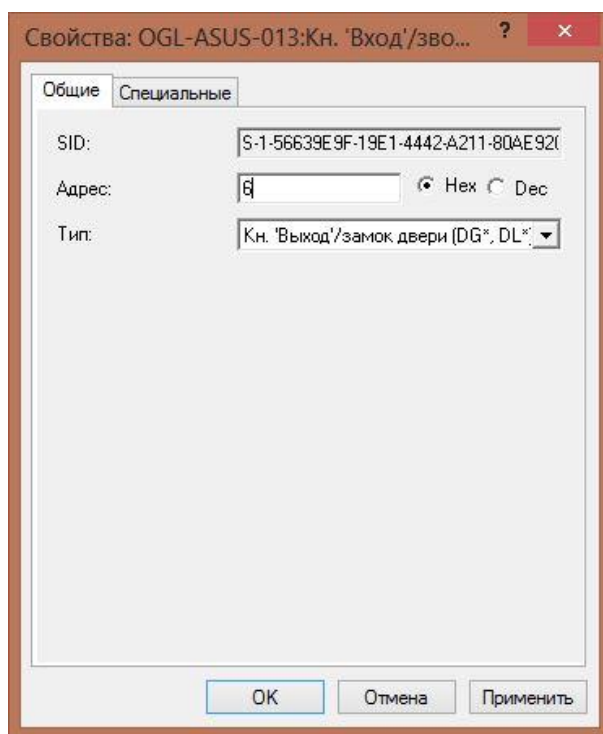 Свойства: OGL-ASUS-013:Кн. 'Вход'/зво... ? ×
Общие Специальные
SID: S-1-56639E9F-19E1-4442-A211-80AE92(
Адрес: 6 Hex Dec
Тип: Кн. 'Выход'/замок двери (DG*, DL*)
OK Отмена Применить